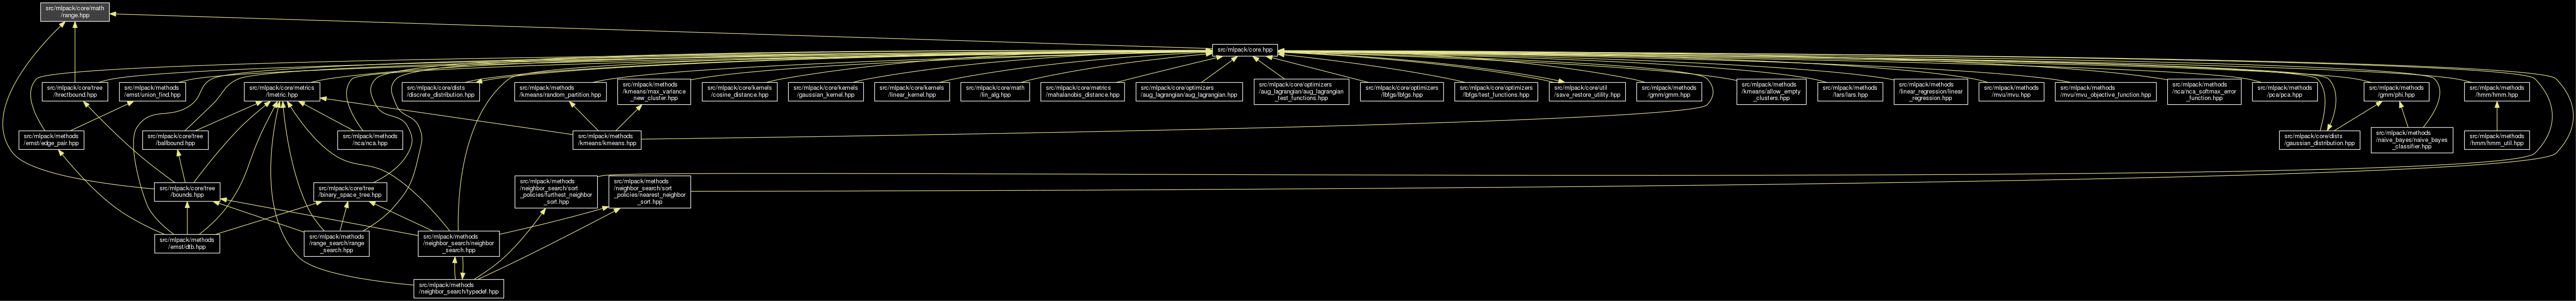 src/mlpack/core/math
/range.hpp
src/mlpack/core.hpp
src/mlpack/core/tree
/hrectbound.hpp
src/mlpack/methods
/emst/union_find.hpp
src/mlpack/core/metrics
/lmetric.hpp
src/mlpack/core/dists
/discrete_distribution.hpp
src/mlpack/methods
/kmeans/random_partition.hpp
src/mlpack/methods
/kmeans/max_variance
_new_cluster.hpp
src/mlpack/core/kernels
/cosine_distance.hpp
src/mlpack/core/kernels
/gaussian_kernel.hpp
src/mlpack/core/kernels
/linear_kernel.hpp
src/mlpack/core/math
/lin_alg.hpp
src/mlpack/core/metrics
/mahalanobis_distance.hpp
src/mlpack/core/optimizers
/aug_lagrangian/aug_lagrangian.hpp
src/mlpack/core/optimizers
/aug_lagrangian/aug_lagrangian
_test_functions.hpp
src/mlpack/core/optimizers
/lbfgs/lbfgs.hpp
src/mlpack/core/optimizers
/lbfgs/test_functions.hpp
src/mlpack/core/util
/save_restore_utility.hpp
src/mlpack/methods
/gmm/gmm.hpp
src/mlpack/methods
/kmeans/allow_empty
_clusters.hpp
src/mlpack/methods
/lars/lars.hpp
src/mlpack/methods
/linear_regression/linear
_regression.hpp
src/mlpack/methods
/mvu/mvu.hpp
src/mlpack/methods
/mvu/mvu_objective_function.hpp
src/mlpack/methods
/nca/nca_softmax_error
_function.hpp
src/mlpack/methods
/pca/pca.hpp
src/mlpack/methods
/gmm/phi.hpp
src/mlpack/methods
/hmm/hmm.hpp
src/mlpack/methods
/emst/edge_pair.hpp
src/mlpack/core/tree
/ballbound.hpp
src/mlpack/methods
/nca/nca.hpp
src/mlpack/methods
/kmeans/kmeans.hpp
src/mlpack/core/dists
/gaussian_distribution.hpp
src/mlpack/methods
/naive_bayes/naive_bayes
_classifier.hpp
src/mlpack/methods
/hmm/hmm_util.hpp
src/mlpack/core/tree
/bounds.hpp
src/mlpack/core/tree
/binary_space_tree.hpp
src/mlpack/methods
/neighbor_search/sort
_policies/furthest_neighbor
_sort.hpp
src/mlpack/methods
/neighbor_search/sort
_policies/nearest_neighbor
_sort.hpp
src/mlpack/methods
/emst/dtb.hpp
src/mlpack/methods
/range_search/range
_search.hpp
src/mlpack/methods
/neighbor_search/neighbor
_search.hpp
src/mlpack/methods
/neighbor_search/typedef.hpp